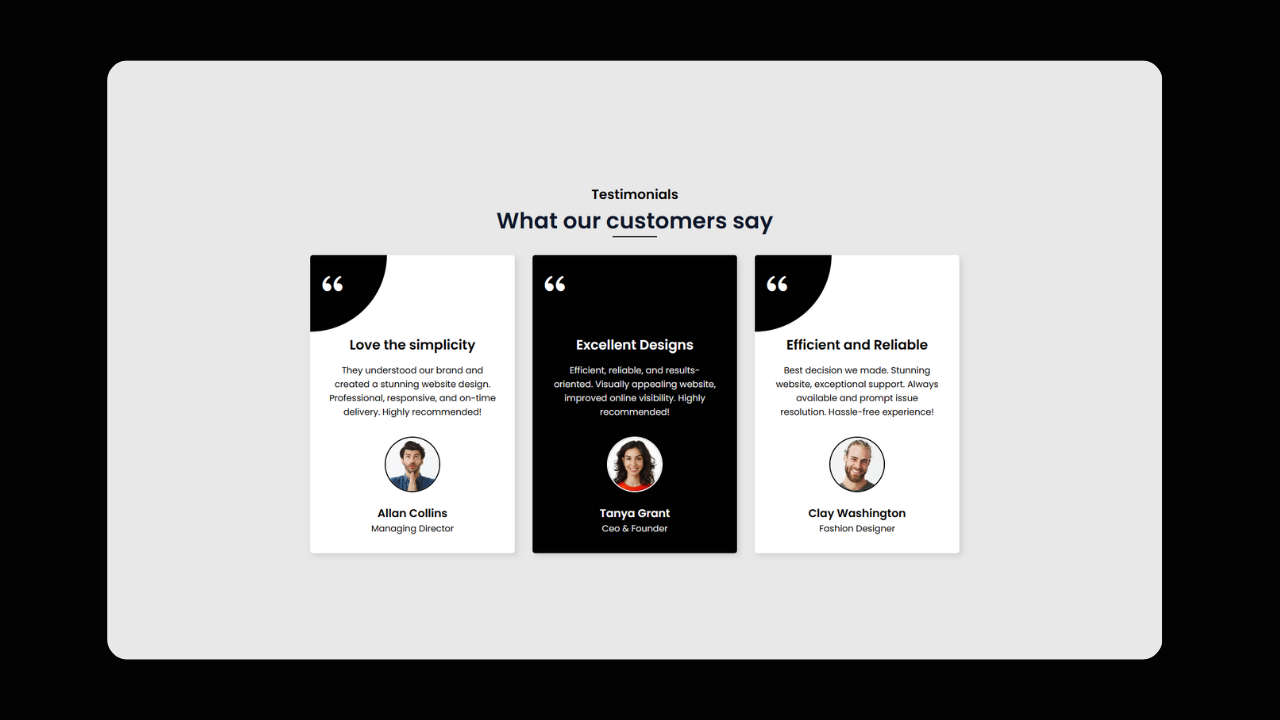 Testimonials
What our customers say
“
“
“
Love the simplicity
They understood our brand and
created a stunning website design.
Professional, responsive, and on-time
delivery. Highly recommended!
Allan Collins
Managing Director
Excellent Designs
Efficient, reliable, and results-
oriented. Visually appealing website,
improved online visibility. Highly
recommended!
Tanya Grant
Ceo & Founder
Efficient and Reliable
Best decision we made. Stunning
website, exceptional support. Always
available and prompt issue
resolution. Hassle-free experience!
Clay Washington
Fashion Designer